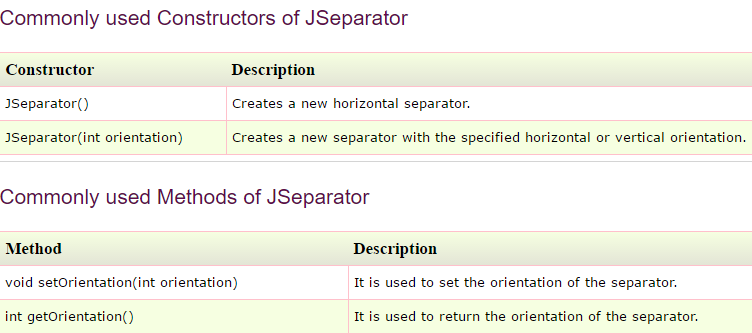 Commonly used Constructors of JSeparator
Constructor Description
JSeparator() Creates a new horizontal separator.
JSeparator(int orientation) Creates a new separator with the specified horizontal or vertical orientation.
Commonly used Methods of JSeparator
Method Description
void setOrientation(int orientation) It is used to set the orientation of the separator.
int getOrientation() It is used to return the orientation of the separator.